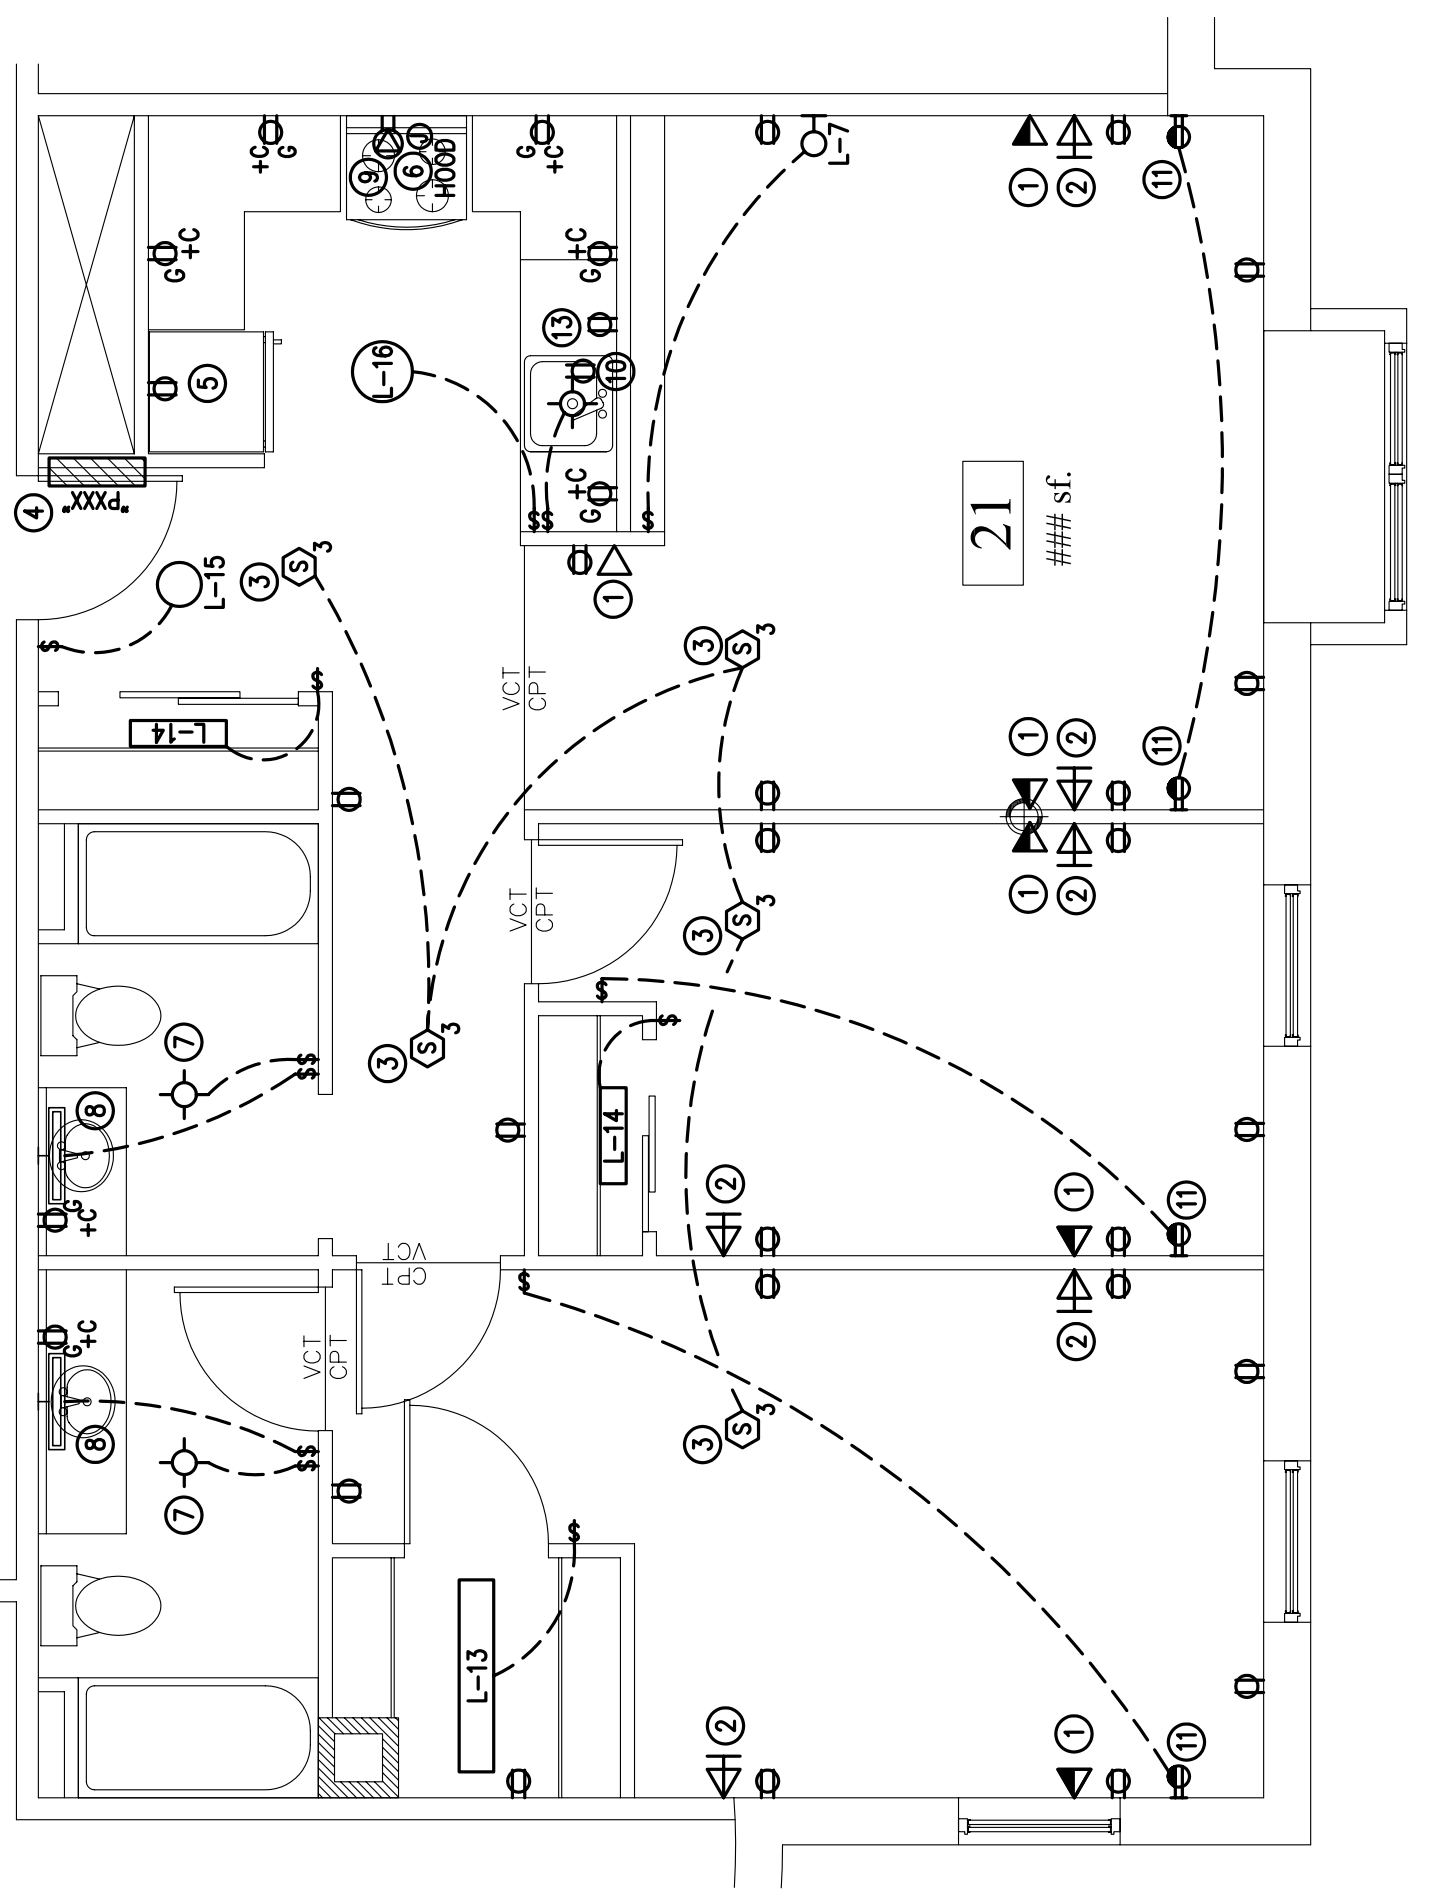 +C
G
9
6
J
HOOD
G
+C
L-7
1
2
11
G
+C
+C
G
13
10
5
L-16
+C
G
4
"PXXX"
$$
$
21
### sf.
3
S
3
L-15
$
1
3
S
3
$
VCT
CPT
L-14
1
2
11
1
2
VCT
CPT
3
S
3
$
$
7
3
S
3
$$
8
L-14
G
+C
2
1
11
VCT
CPT
$
2
G
+C
VCT
CPT
8
$$
3
S
3
7
$
L-13
2
1
11